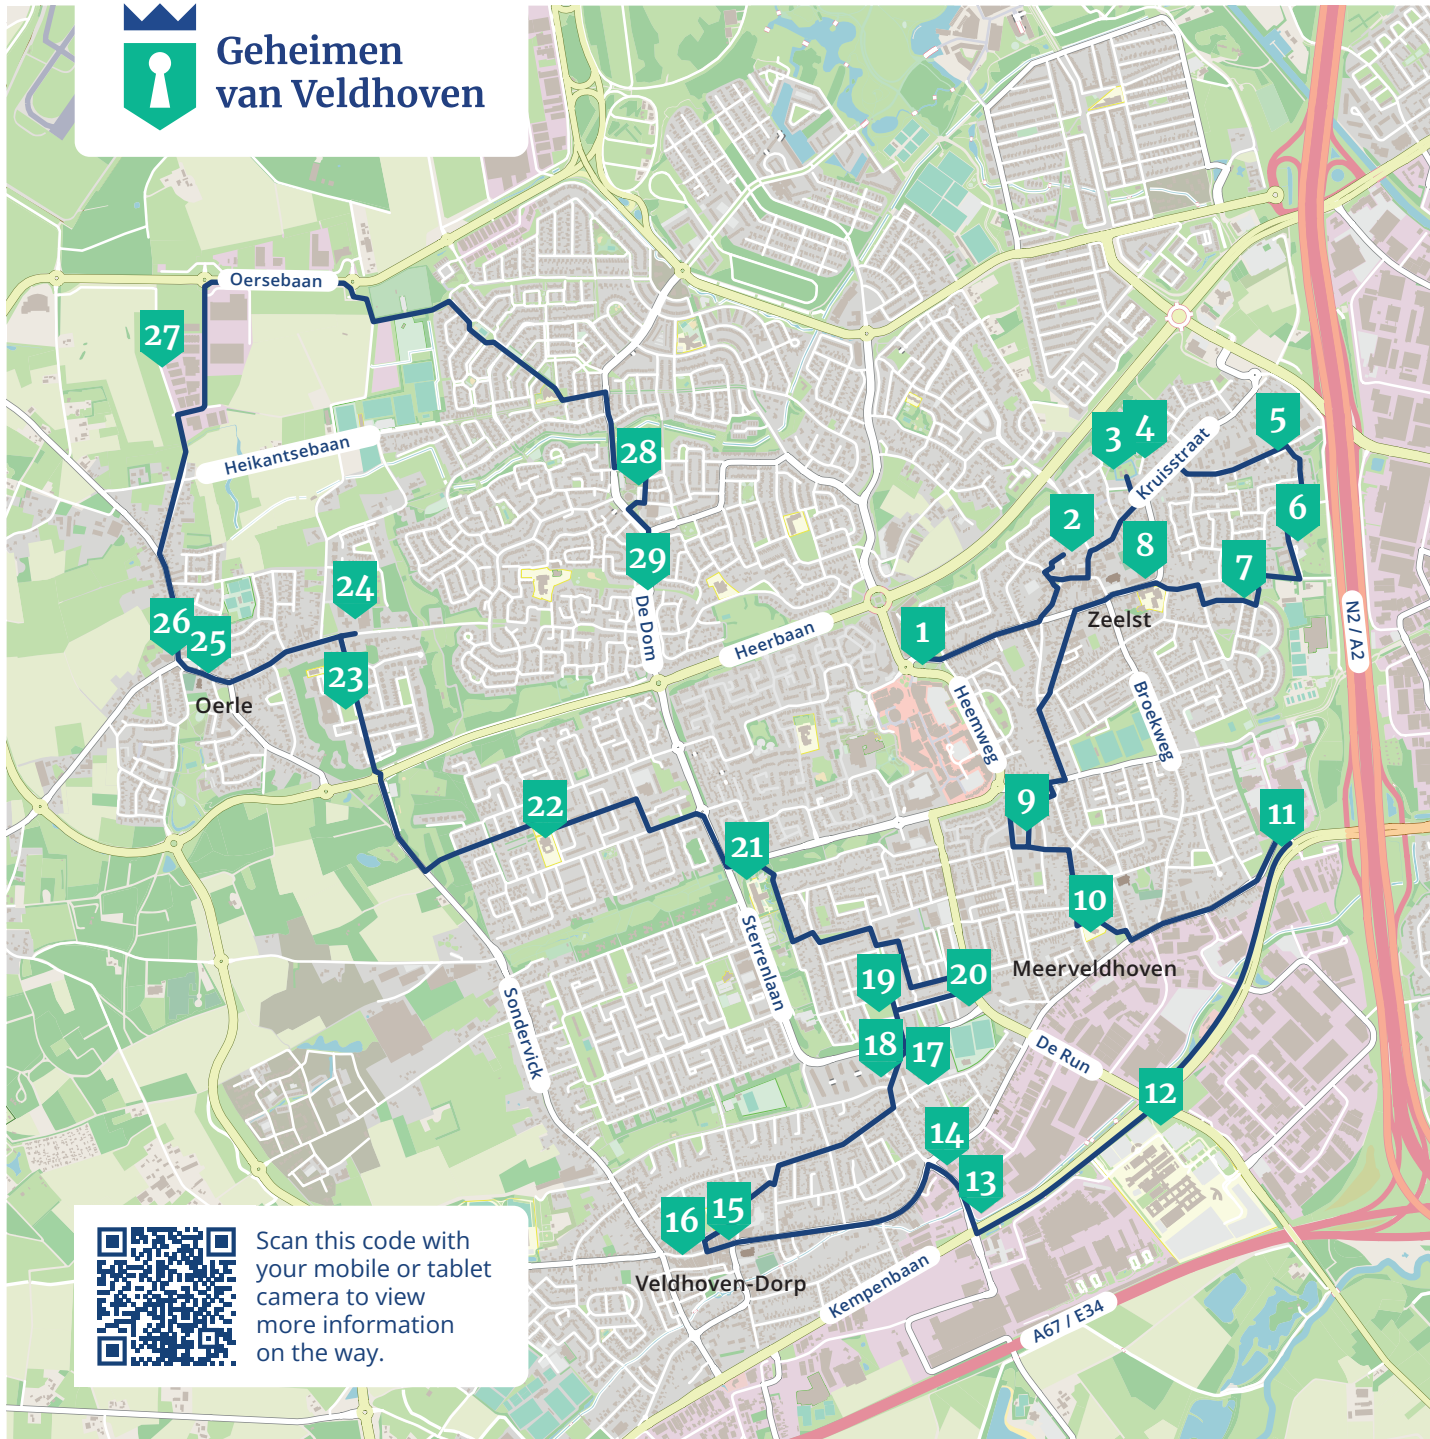 Geheimen
van Veldhoven
Oersebaan
27
Heikantsebaan
28
29
De Dom
24
26
25
23
Oerle
Heerbaan
1
2
3
4
5
Kruisstraat
6
7
8
Zeelst
N2 / A2
Heemweg
Broekweg
9
10
11
22
21
Sterrenlaan
19
20
Meerveldhoven
18
17
De Run
12
Sondervick
14
13
15
16
Veldhoven-Dorp
Kempenbaan
A67 / E34
Scan this code with
your mobile or tablet
camera to view
more information
on the way.